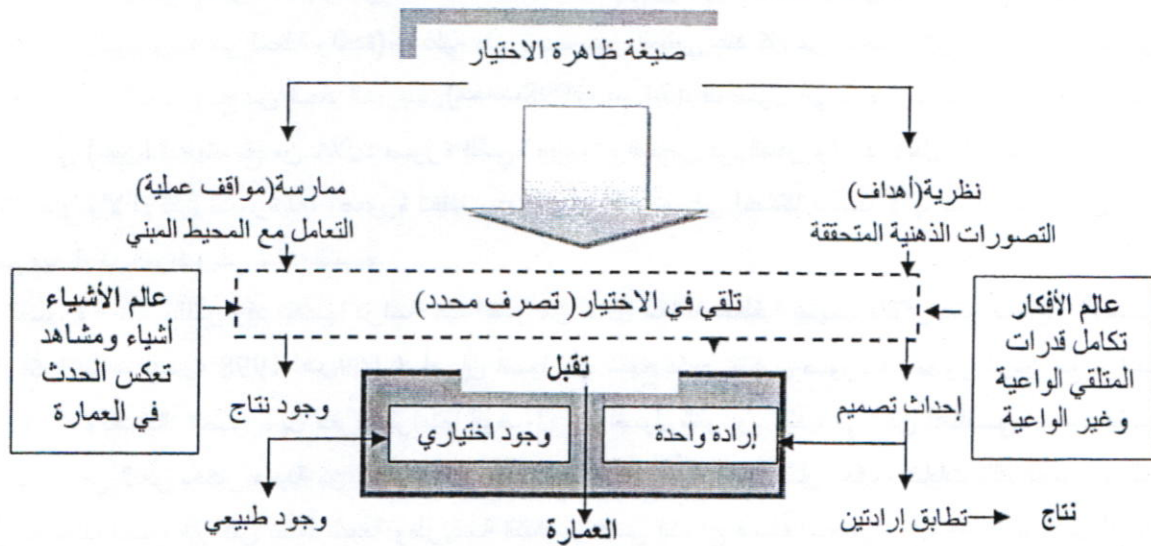 صيغة ظاهرة الاختيار
نظرية(أهداف)
التصورات الذهنية المتحققة
ممارسة(مواقف عملية)
التعامل مع المحيط المبني
عالم الأفكار
تكامل قدرات
المتلقي الواعية
وغير الواعية
تلقي في الاختيار ( تصرف محدد)
عالم الأشياء
أشياء ومشاهد
تعكس الحدث
في العمارة
تقبل
إحداث تصميم
إرادة واحدة
وجود اختياري
وجود نتاج
نتاج
تطابق إرادتين
العمارة
وجود طبيعي